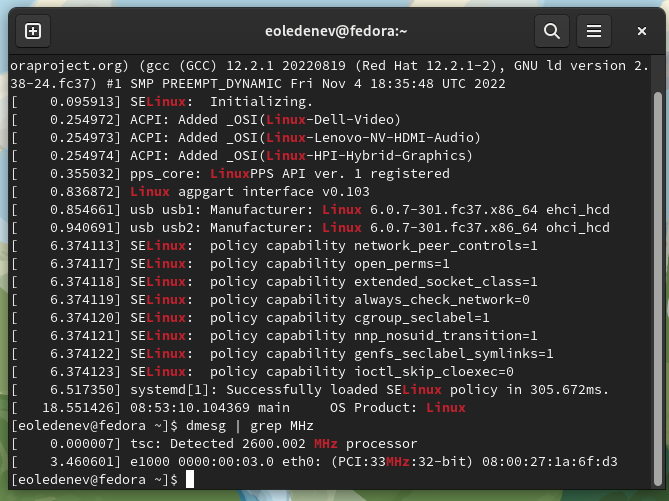 eoledenev@fedora:~
oraproject.org) (gcc (GCC) 12.2.1 20220819 (Red Hat 12.2.1-2), GNU ld version 2.
38-24.fc37) #1 SMP PREEMPT_DYNAMIC Fri Nov 4 18:35:48 UTC 2022
[    0.095913] SELinux:  Initializing.
[    0.254972] ACPI: Added _OSI(Linux-Dell-Video)
[    0.254973] ACPI: Added _OSI(Linux-Lenovo-NV-HDMI-Audio)
[    0.254974] ACPI: Added _OSI(Linux-HPI-Hybrid-Graphics)
[    0.355032] pps_core: LinuxPPS API ver. 1 registered
[    0.836872] Linux agpgart interface v0.103
[    0.854661] usb usb1: Manufacturer: Linux 6.0.7-301.fc37.x86_64 ehci_hcd
[    0.940691] usb usb2: Manufacturer: Linux 6.0.7-301.fc37.x86_64 ohci_hcd
[    6.374113] SELinux:  policy capability network_peer_controls=1
[    6.374117] SELinux:  policy capability open_perms=1
[    6.374118] SELinux:  policy capability extended_socket_class=1
[    6.374119] SELinux:  policy capability always_check_network=0
[    6.374120] SELinux:  policy capability cgroup_seclabel=1
[    6.374121] SELinux:  policy capability nnp_nosuid_transition=1
[    6.374122] SELinux:  policy capability genfs_seclabel_symlinks=1
[    6.374123] SELinux:  policy capability ioctl_skip_cloexec=0
[    6.517350] systemd[1]: Successfully loaded SELinux policy in 305.672ms.
[   18.551426] 08:53:10.104369 main     OS Product: Linux
[eoledenev@fedora ~]$ dmesg | grep MHz
[    0.000007] tsc: Detected 2600.002 MHz processor
[    3.460601] e1000 0000:00:03.0 eth0: (PCI:33MHz:32-bit) 08:00:27:1a:6f:d3
[eoledenev@fedora ~]$